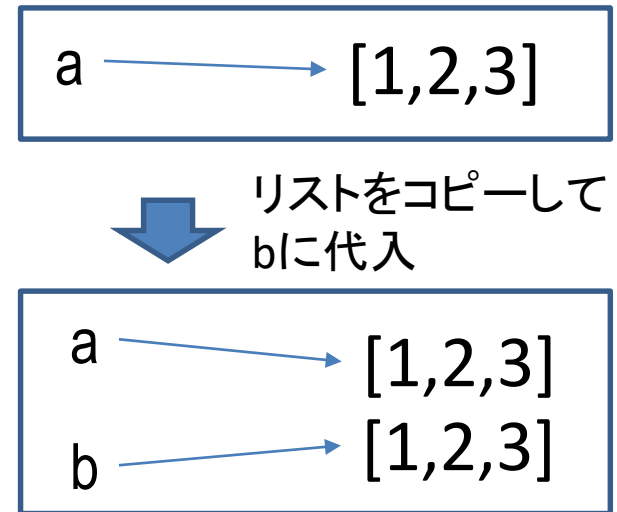 a [1,2,3]
リストをコピーして
bに代入
a [1,2,3]
b [1,2,3]